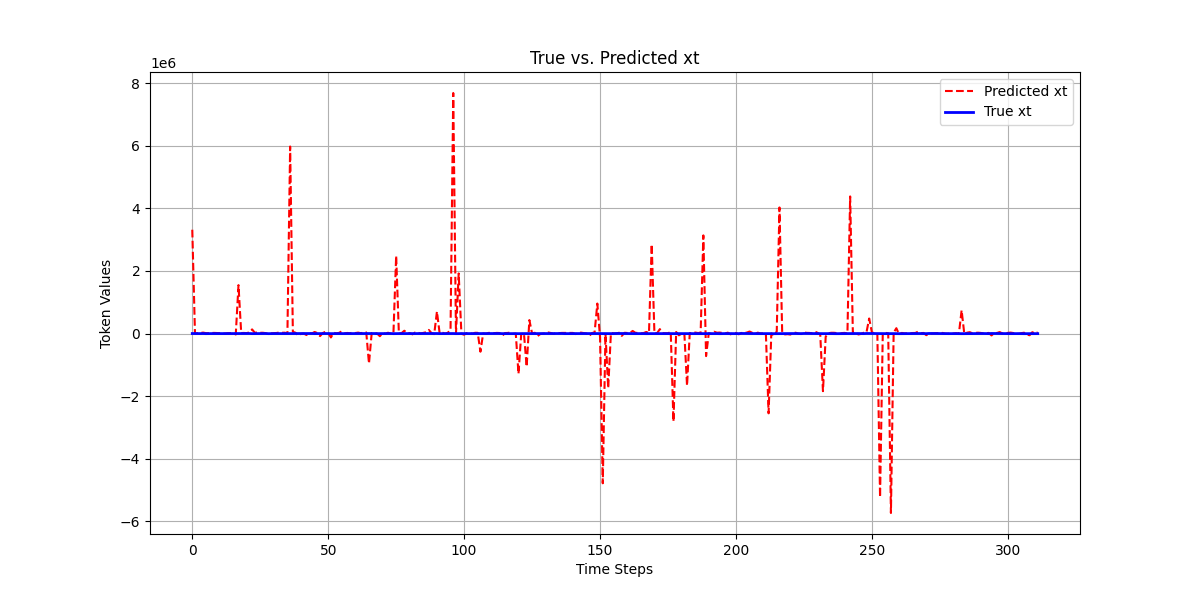 True vs. Predicted xt
1e6
8
6
4
2
0
−2
−4
−6
Token Values
Predicted xt
True xt
0 50 100 150 200 250 300
Time Steps